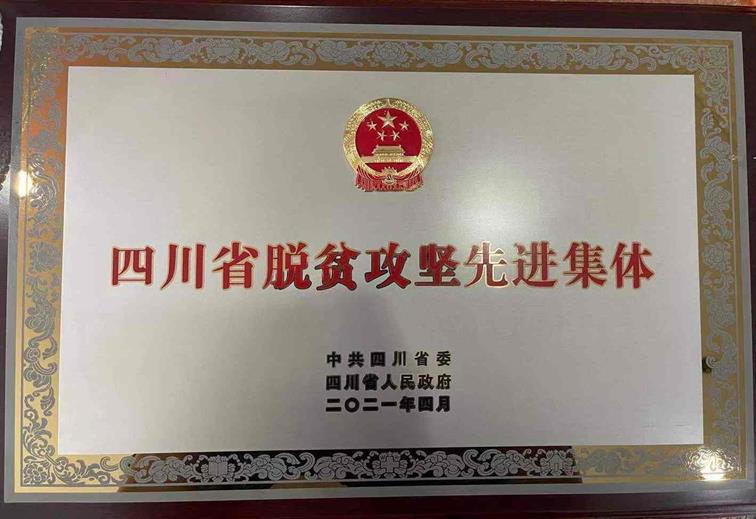 四川省脱贫攻坚先进集体
中共四川省委
四川省人民政府
二〇二一年四月